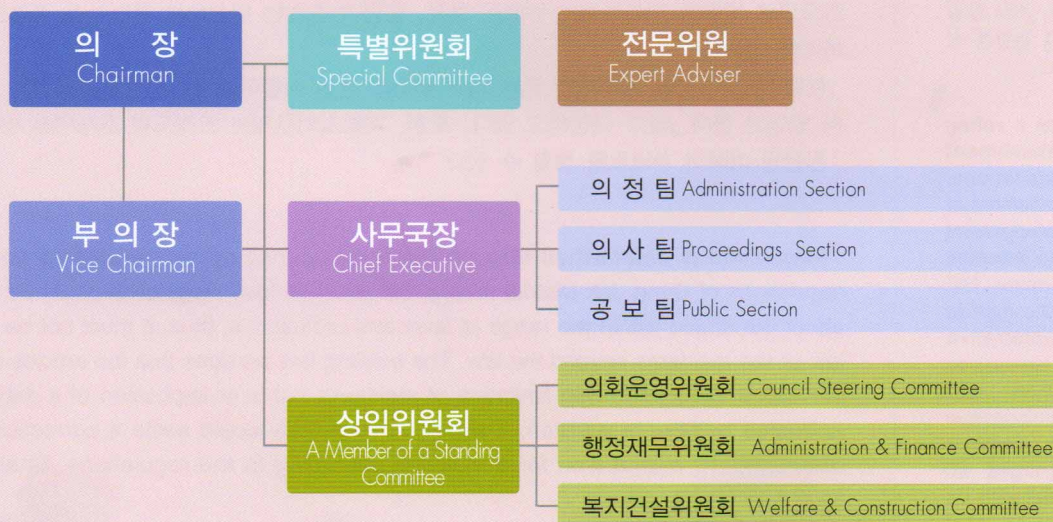 의 장
Chairman
특별위원회
Special Committee
전문위원
Expert Adviser
부 의 장
Vice Chairman
사무국장
Chief Executive
의 정 팀 Administration Section
의 사 팀 Proceedings Section
공 보 팀 Public Section
상임위원회
A Member of a Standing
Committee
의회운영위원회 Council Steering Committee
행정재무위원회 Administration & Finance Committee
복지건설위원회 Welfare & Construction Committee